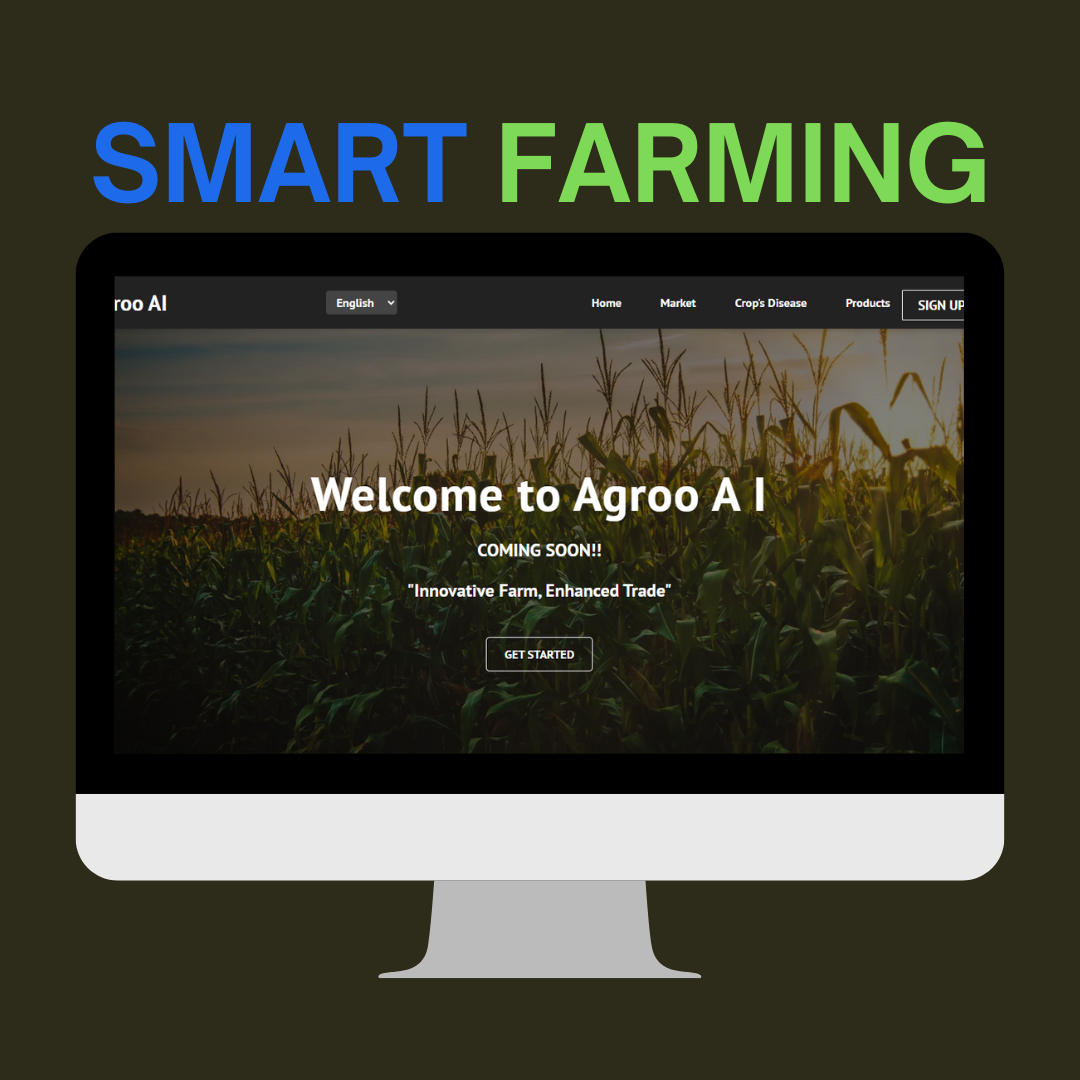 SMART FARMING
roo AI
English
Home Market Crop's Disease Products SIGN UP
Welcome to Agroo A I
COMING SOON!!
"Innovative Farm, Enhanced Trade"
GET STARTED